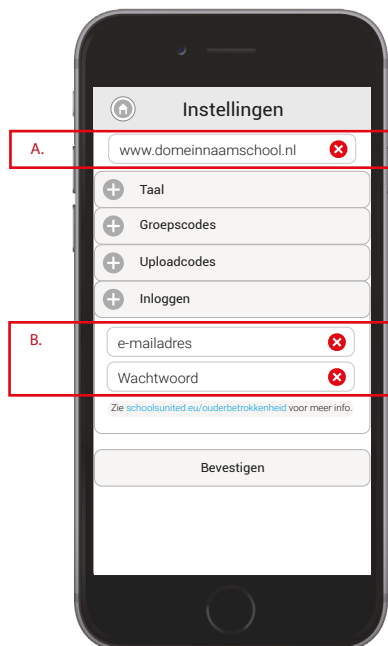 Instellingen
A.
www.domeinnaamschool.nl
Taal
Groepscodes
Uploadcodes
Inloggen
B.
e-mailadres
Wachtwoord
Zie schoolsunited.eu/ouderbetrokkenheid voor meer info.
Bevestigen